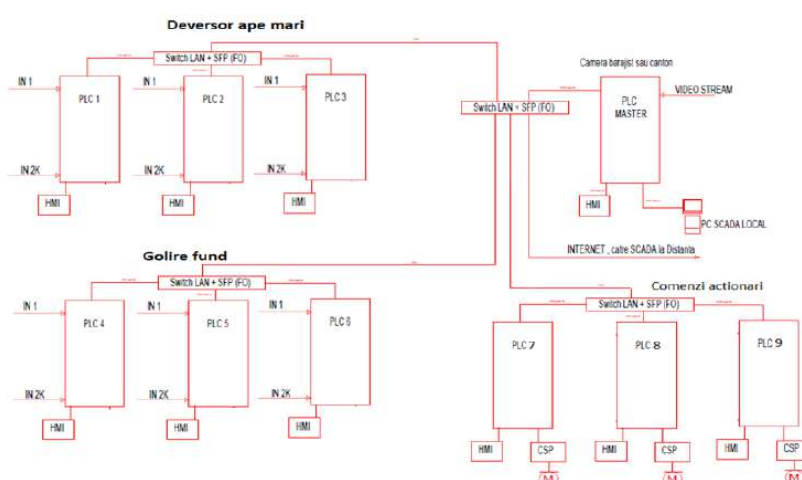 Deversor ape mari
Switch LAN + SFP (FO)
IN 1
PLC 1
IN 2K
HMI
IN 1
PLC 2
IN 2K
HMI
IN 1
PLC 3
IN 2K
HMI
Camera barajist sau canton
Switch LAN + SFP (FO)
PLC
MASTER
VIDEO STREAM
HMI
PC SCADA LOCAL
INTERNET , catre SCADA la Distanta
Golire fund
Switch LAN + SFP (FO)
IN 1
PLC 4
IN 2K
HMI
IN 1
PLC 5
IN 2K
HMI
IN 1
PLC 6
IN 2K
HMI
Comenzi actionari
Switch LAN + SFP (FO)
PLC 7
HMI
CSP
M
PLC 8
HMI
CSP
M
PLC 9
HMI
CSP
M